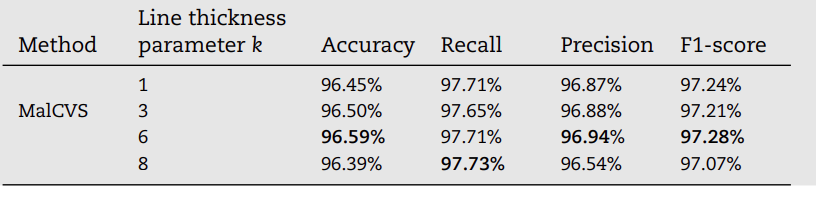 Line thickness
Method parameter k Accuracy Recall Precision F1-score
1 96.45% 97.71% 96.87% 97.24%
MalCVS 3 96.50% 97.65% 96.88% 97.21%
6 96.59% 97.71% 96.94% 97.28%
8 96.39% 97.73% 96.54% 97.07%